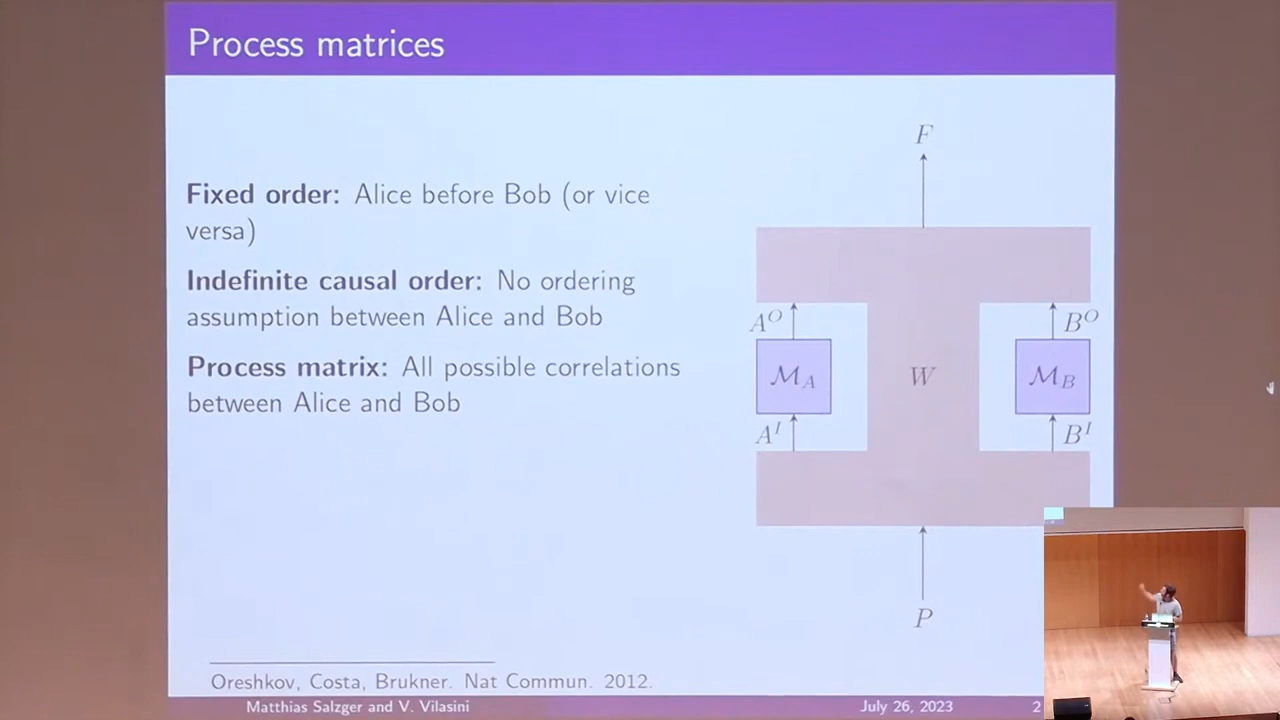 Process matrices
Fixed order: Alice before Bob (or vice
versa)
Indefinite causal order: No ordering
assumption between Alice and Bob
Process matrix: All possible correlations
between Alice and Bob
F
A^O
B^O
M_A
W
M_B
A^I
B^I
P
Oreshkov, Costa, Brukner. Nat Commun. 2012.
Matthias Salzger and V. Vilasini
July 26, 2023
2